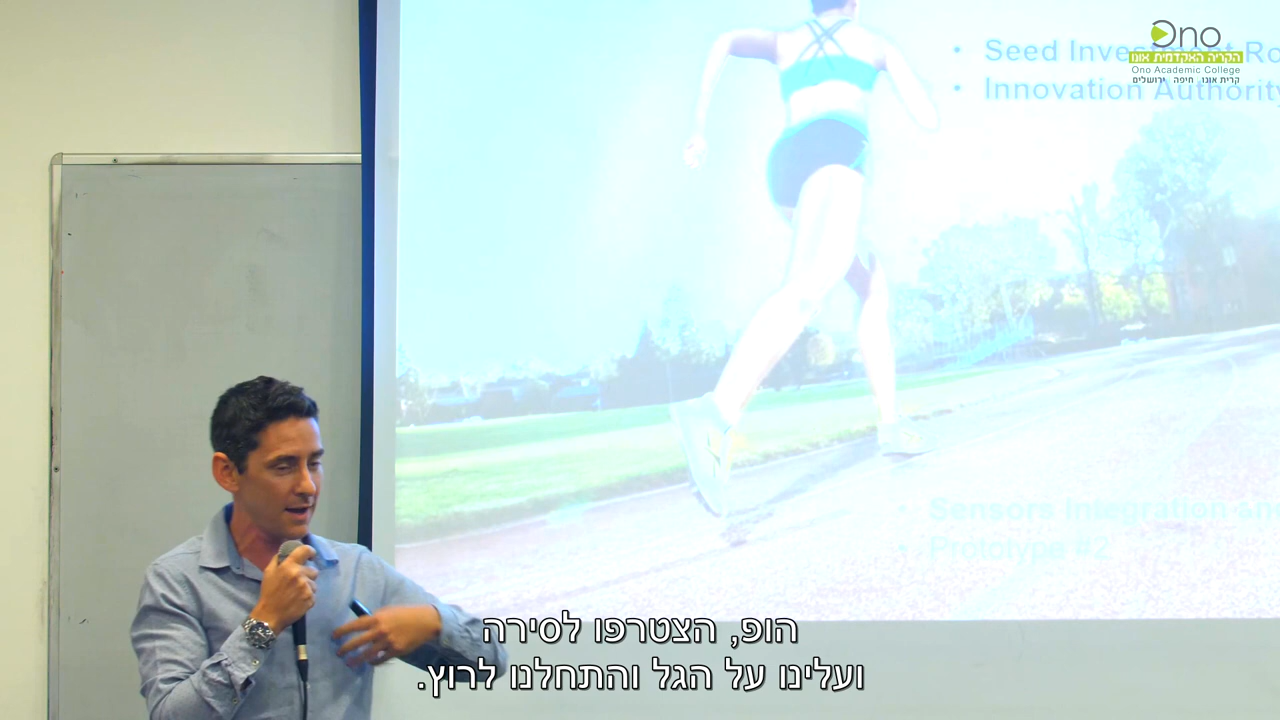 Ono
הקריה האקדמית אונו
Ono Academic College
קרית אונו חיפה ירושלים
• Seed Investment Ro
• Innovation Authority
• Sensors Integration and
• Prototype #2
הופ, הצטרפו לסירה
ועלינו על הגל והתחלנו לרוץ.